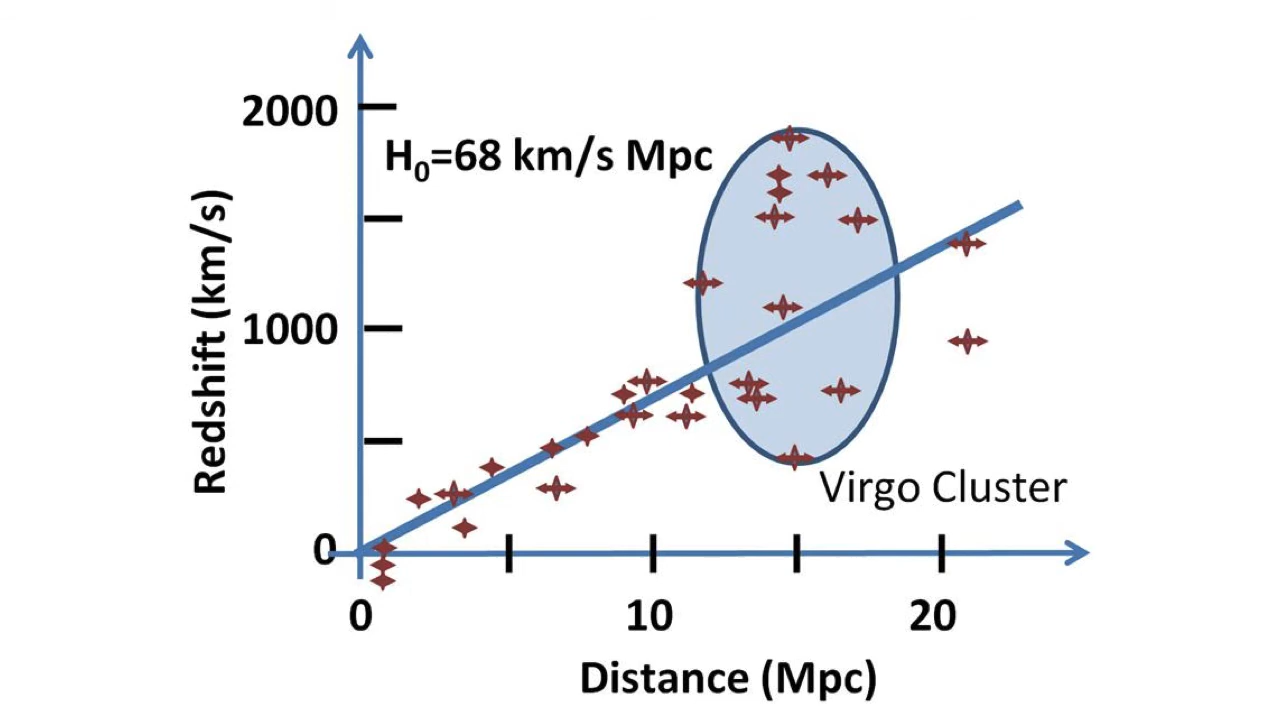 2000
H₀=68 km/s Mpc
Redshift (km/s)
1000
Virgo Cluster
0
0
10
20
Distance (Mpc)